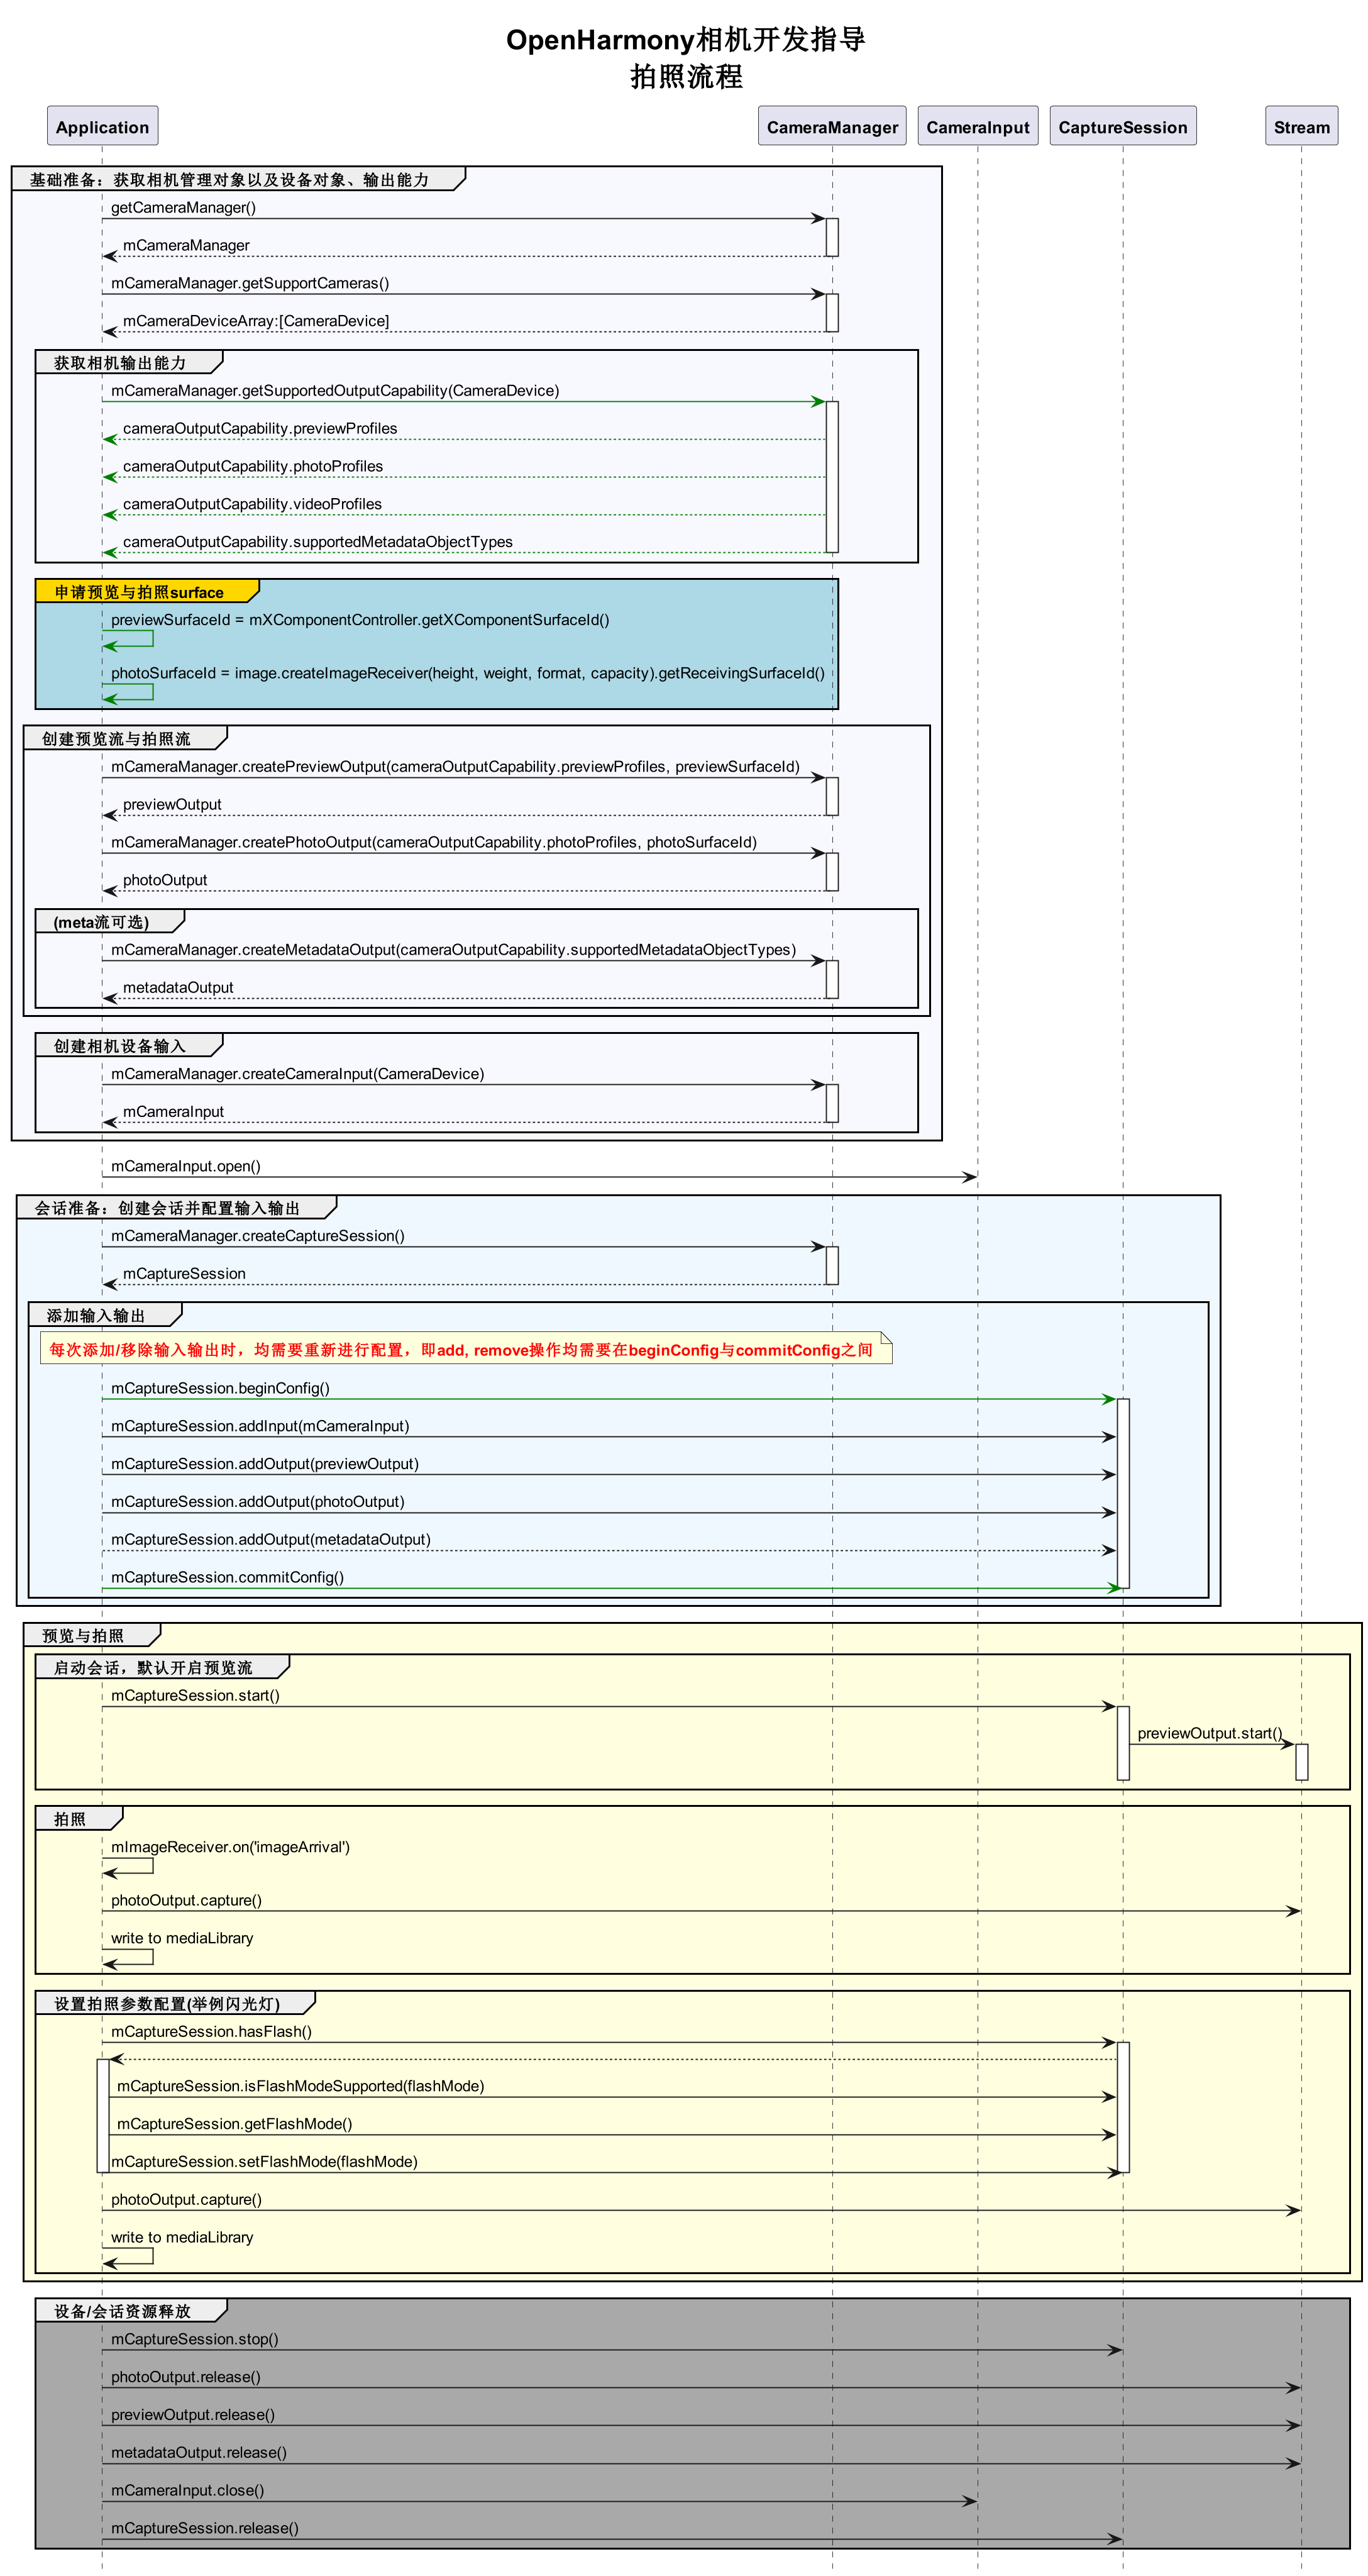 OpenHarmony相机开发指导
拍照流程
Application
CameraManager
CameraInput
CaptureSession
Stream
基础准备：获取相机管理对象以及设备对象、输出能力
getCameraManager()
mCameraManager
mCameraManager.getSupportCameras()
mCameraDeviceArray:[CameraDevice]
获取相机输出能力
mCameraManager.getSupportedOutputCapability(CameraDevice)
cameraOutputCapability.previewProfiles
cameraOutputCapability.photoProfiles
cameraOutputCapability.videoProfiles
cameraOutputCapability.supportedMetadataObjectTypes
申请预览与拍照surface
previewSurfaceId = mXComponentController.getXComponentSurfaceId()
photoSurfaceId = image.createImageReceiver(height, weight, format, capacity).getReceivingSurfaceId()
创建预览流与拍照流
mCameraManager.createPreviewOutput(cameraOutputCapability.previewProfiles, previewSurfaceId)
previewOutput
mCameraManager.createPhotoOutput(cameraOutputCapability.photoProfiles, photoSurfaceId)
photoOutput
(meta流可选)
mCameraManager.createMetadataOutput(cameraOutputCapability.supportedMetadataObjectTypes)
metadataOutput
创建相机设备输入
mCameraManager.createCameraInput(CameraDevice)
mCameraInput
mCameraInput.open()
会话准备：创建会话并配置输入输出
mCameraManager.createCaptureSession()
mCaptureSession
添加输入输出
每次添加/移除输入输出时，均需要重新进行配置，即add, remove操作均需要在beginConfig与commitConfig之间
mCaptureSession.beginConfig()
mCaptureSession.addInput(mCameraInput)
mCaptureSession.addOutput(previewOutput)
mCaptureSession.addOutput(photoOutput)
mCaptureSession.addOutput(metadataOutput)
mCaptureSession.commitConfig()
预览与拍照
启动会话，默认开启预览流
mCaptureSession.start()
previewOutput.start()
拍照
mImageReceiver.on('imageArrival')
photoOutput.capture()
write to mediaLibrary
设置拍照参数配置(举例闪光灯)
mCaptureSession.hasFlash()
mCaptureSession.isFlashModeSupported(flashMode)
mCaptureSession.getFlashMode()
mCaptureSession.setFlashMode(flashMode)
photoOutput.capture()
write to mediaLibrary
设备/会话资源释放
mCaptureSession.stop()
photoOutput.release()
previewOutput.release()
metadataOutput.release()
mCameraInput.close()
mCaptureSession.release()